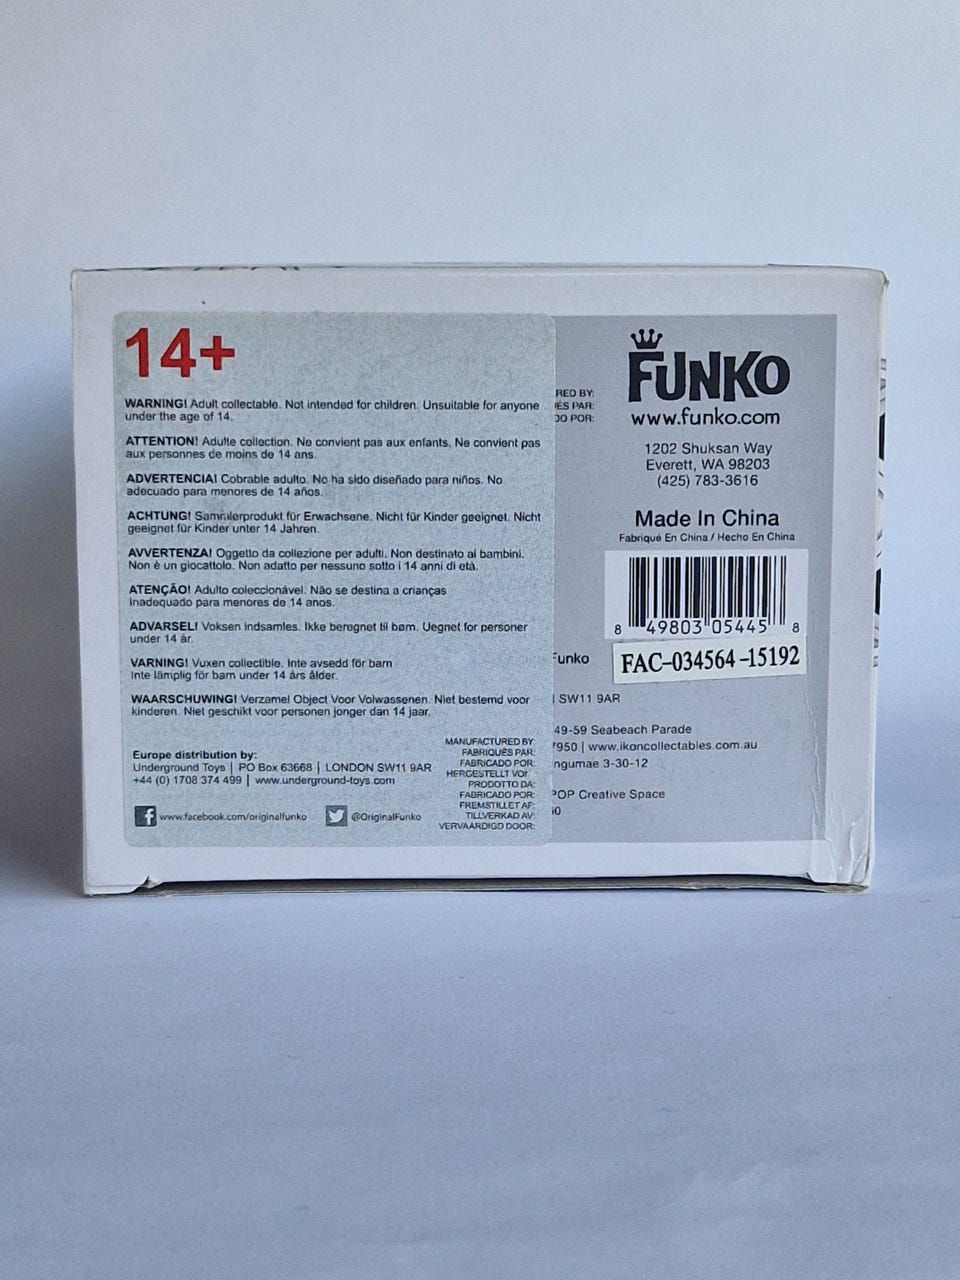 14+
WARNING! Adult collectable. Not intended for children. Unsuitable for anyone
under the age of 14.
ATTENTION! Adulte collection. Ne convient pas aux enfants. Ne convient pas
aux personnes de moins de 14 ans.
ADVERTENCIA! Cobrable adulto. No ha sido diseñado para niños. No
adecuado para menores de 14 años.
ACHTUNG! Sammlerprodukt für Erwachsene. Nicht für Kinder geeignet. Nicht
geeignet für Kinder unter 14 Jahren.
AVVERTENZA! Oggetto da collezione per adulti. Non destinato ai bambini.
Non è un giocattolo. Non adatto per nessuno sotto i 14 anni di età.
ATENÇÃO! Adulto coleccionável. Não se destina a crianças
Inadequado para menores de 14 anos.
ADVARSEL! Voksen indsamles. Ikke beregnet til børn. Uegnet for personer
under 14 år.
VARNING! Vuxen collectible. Inte avsedd för barn
Inte lämplig för barn under 14 års ålder.
WAARSCHUWING! Verzamel Object Voor Volwassenen. Niet bestemd voor
kinderen. Niet geschikt voor personen jonger dan 14 jaar.
Europe distribution by:
Underground Toys | PO Box 63668 | LONDON SW11 9AR
+44 (0) 1708 374 499 | www.underground-toys.com
www.facebook.com/originalfunko @OriginalFunko
MANUFACTURED BY:
FABRIQUÉS PAR:
FABRICADO POR:
HERGESTELLT VON:
PRODOTTO DA:
FABRICADO POR:
FREMSTILLET AF:
TILLVERKAD AV:
VERVAARDIGD DOOR:
RED BY:
ÉS PAR:
DO POR:
FUNKO
www.funko.com
1202 Shuksan Way
Everett, WA 98203
(425) 783-3616
Made In China
Fabriqué En China / Hecho En China
8 49803 05445 8
FAC-034564-15192
Funko
SW11 9AR
49-59 Seabeach Parade
7950 | www.ikoncollectables.com.au
ngumae 3-30-12
POP Creative Space